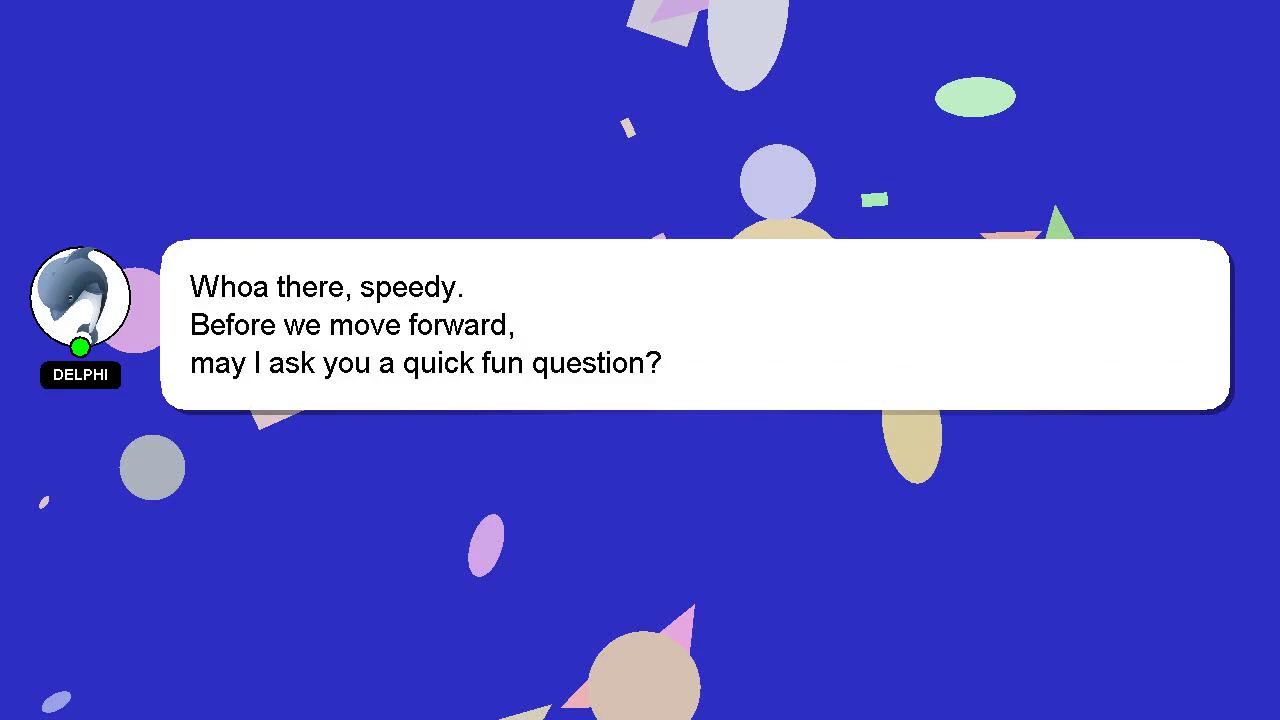 Whoa there, speedy.
Before we move forward,
may I ask you a quick fun question?
DELPHI